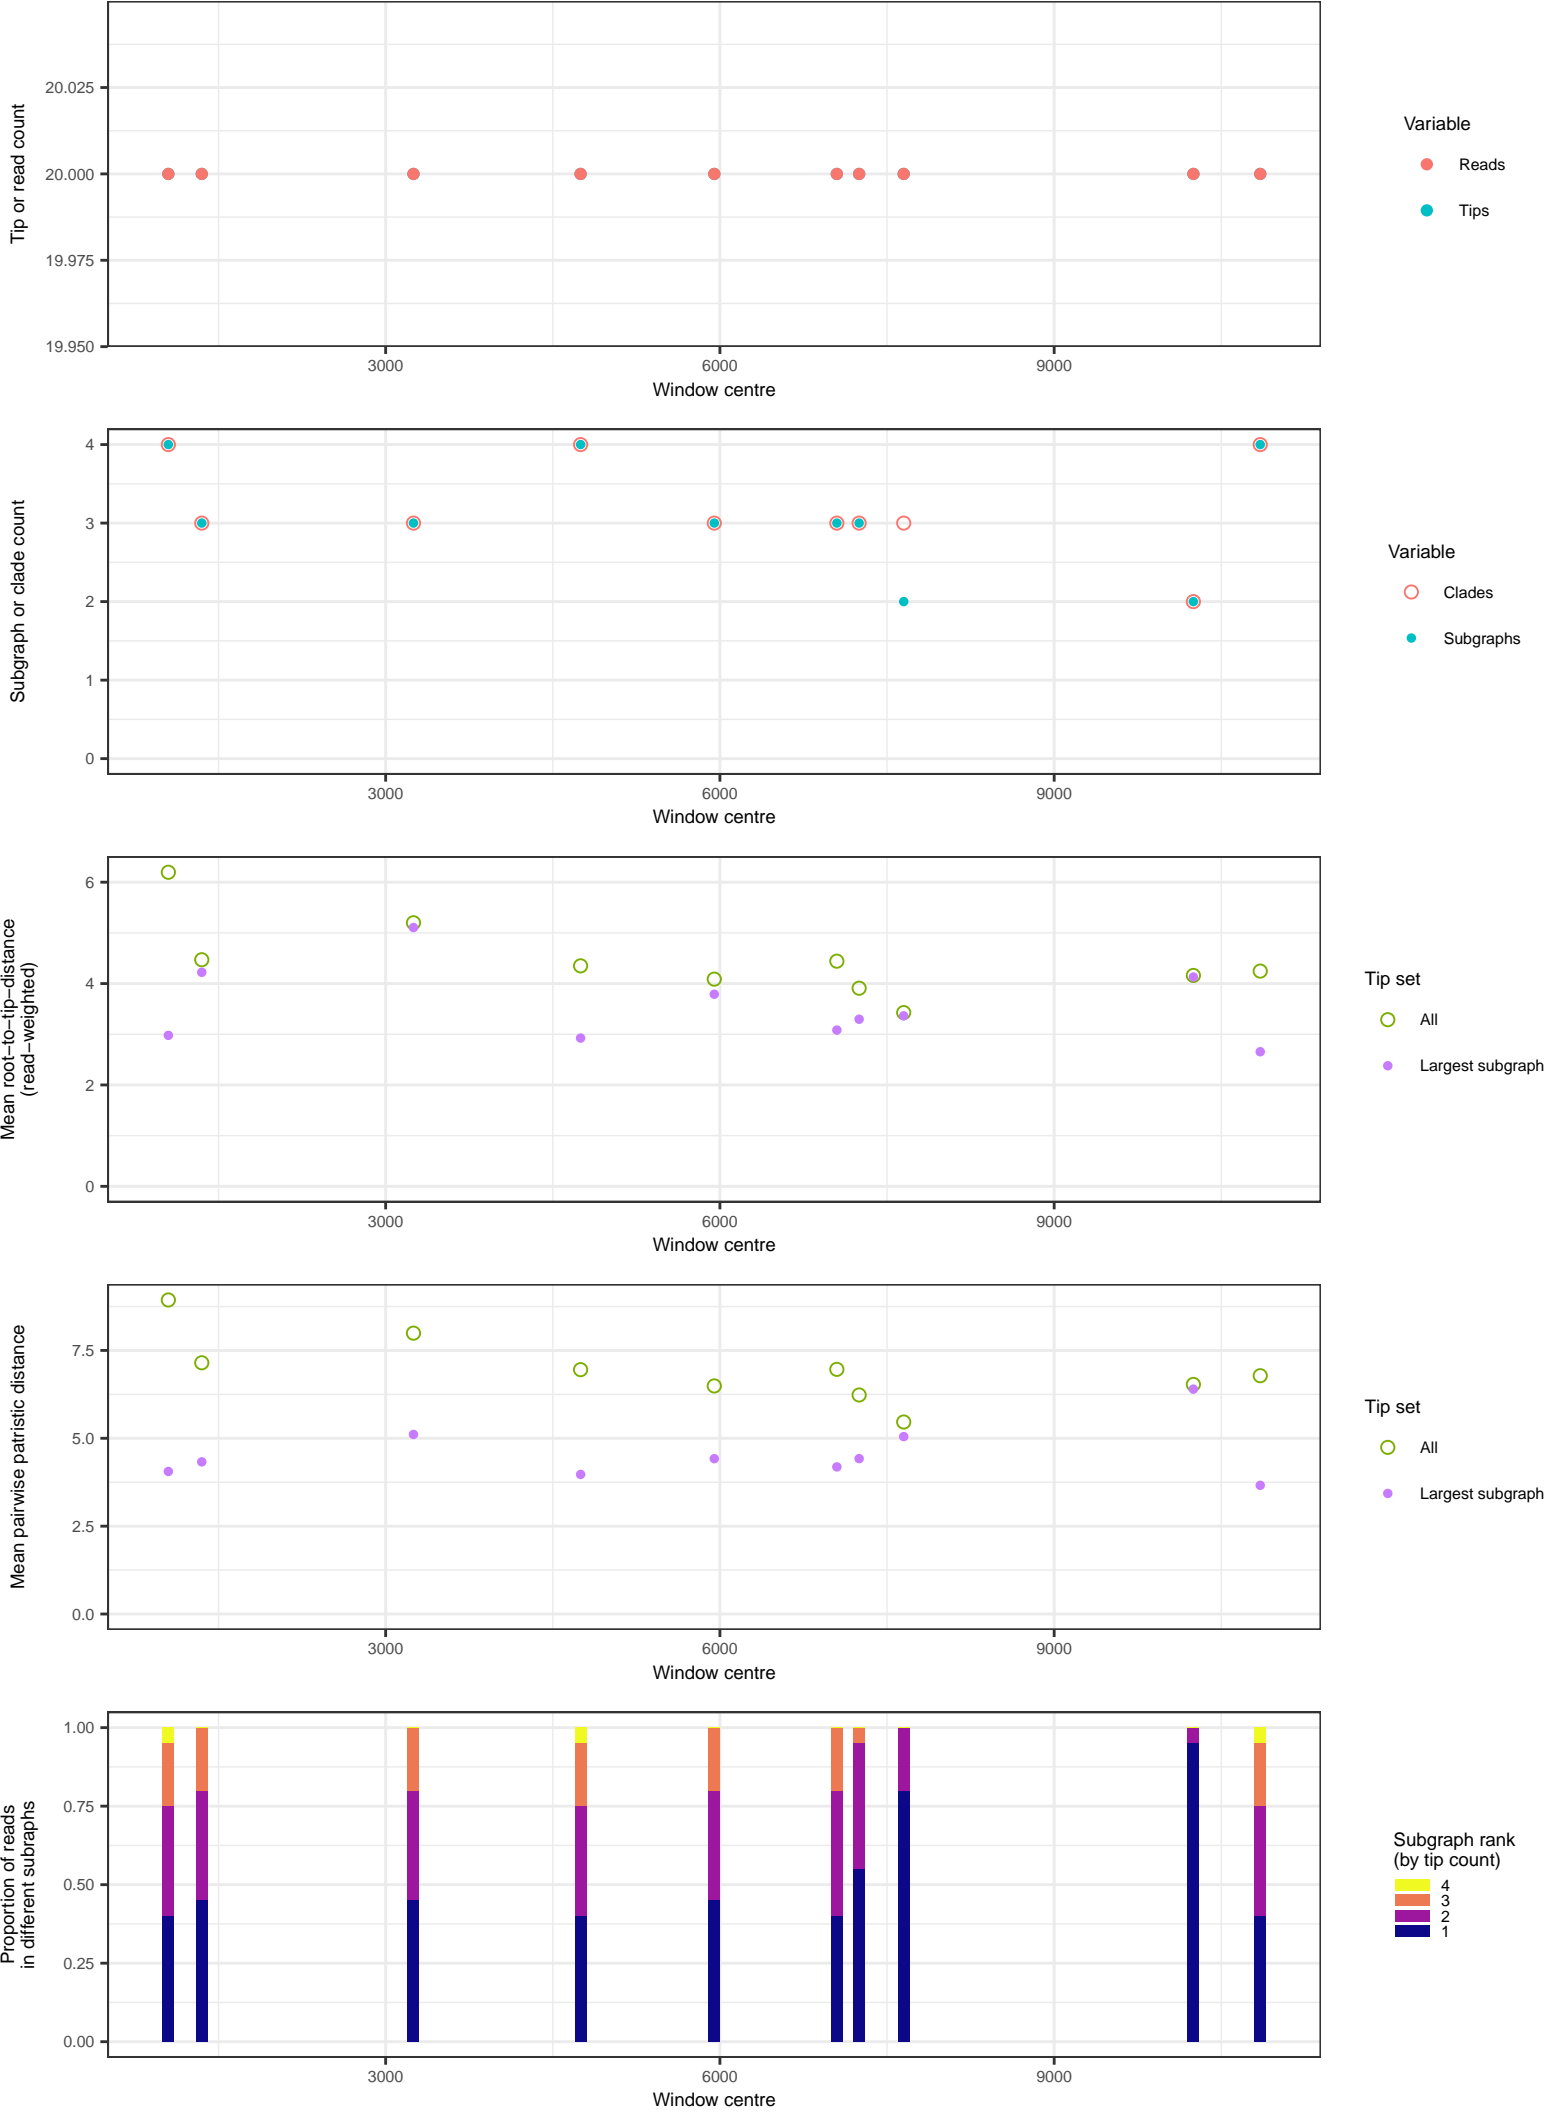 Tip or read count
20.025
20.000
19.975
19.950
3000
6000
9000
Window centre
Variable
Reads
Tips
Subgraph or clade count
4
3
2
1
0
3000
6000
9000
Window centre
Variable
Clades
Subgraphs
Mean root−to−tip−distance
(read−weighted)
6
4
2
0
3000
6000
9000
Window centre
Tip set
All
Largest subgraph
Mean pairwise patristic distance
7.5
5.0
2.5
0.0
3000
6000
9000
Window centre
Tip set
All
Largest subgraph
Proportion of reads
in different subraphs
1.00
0.75
0.50
0.25
0.00
3000
6000
9000
Window centre
Subgraph rank
(by tip count)
4
3
2
1